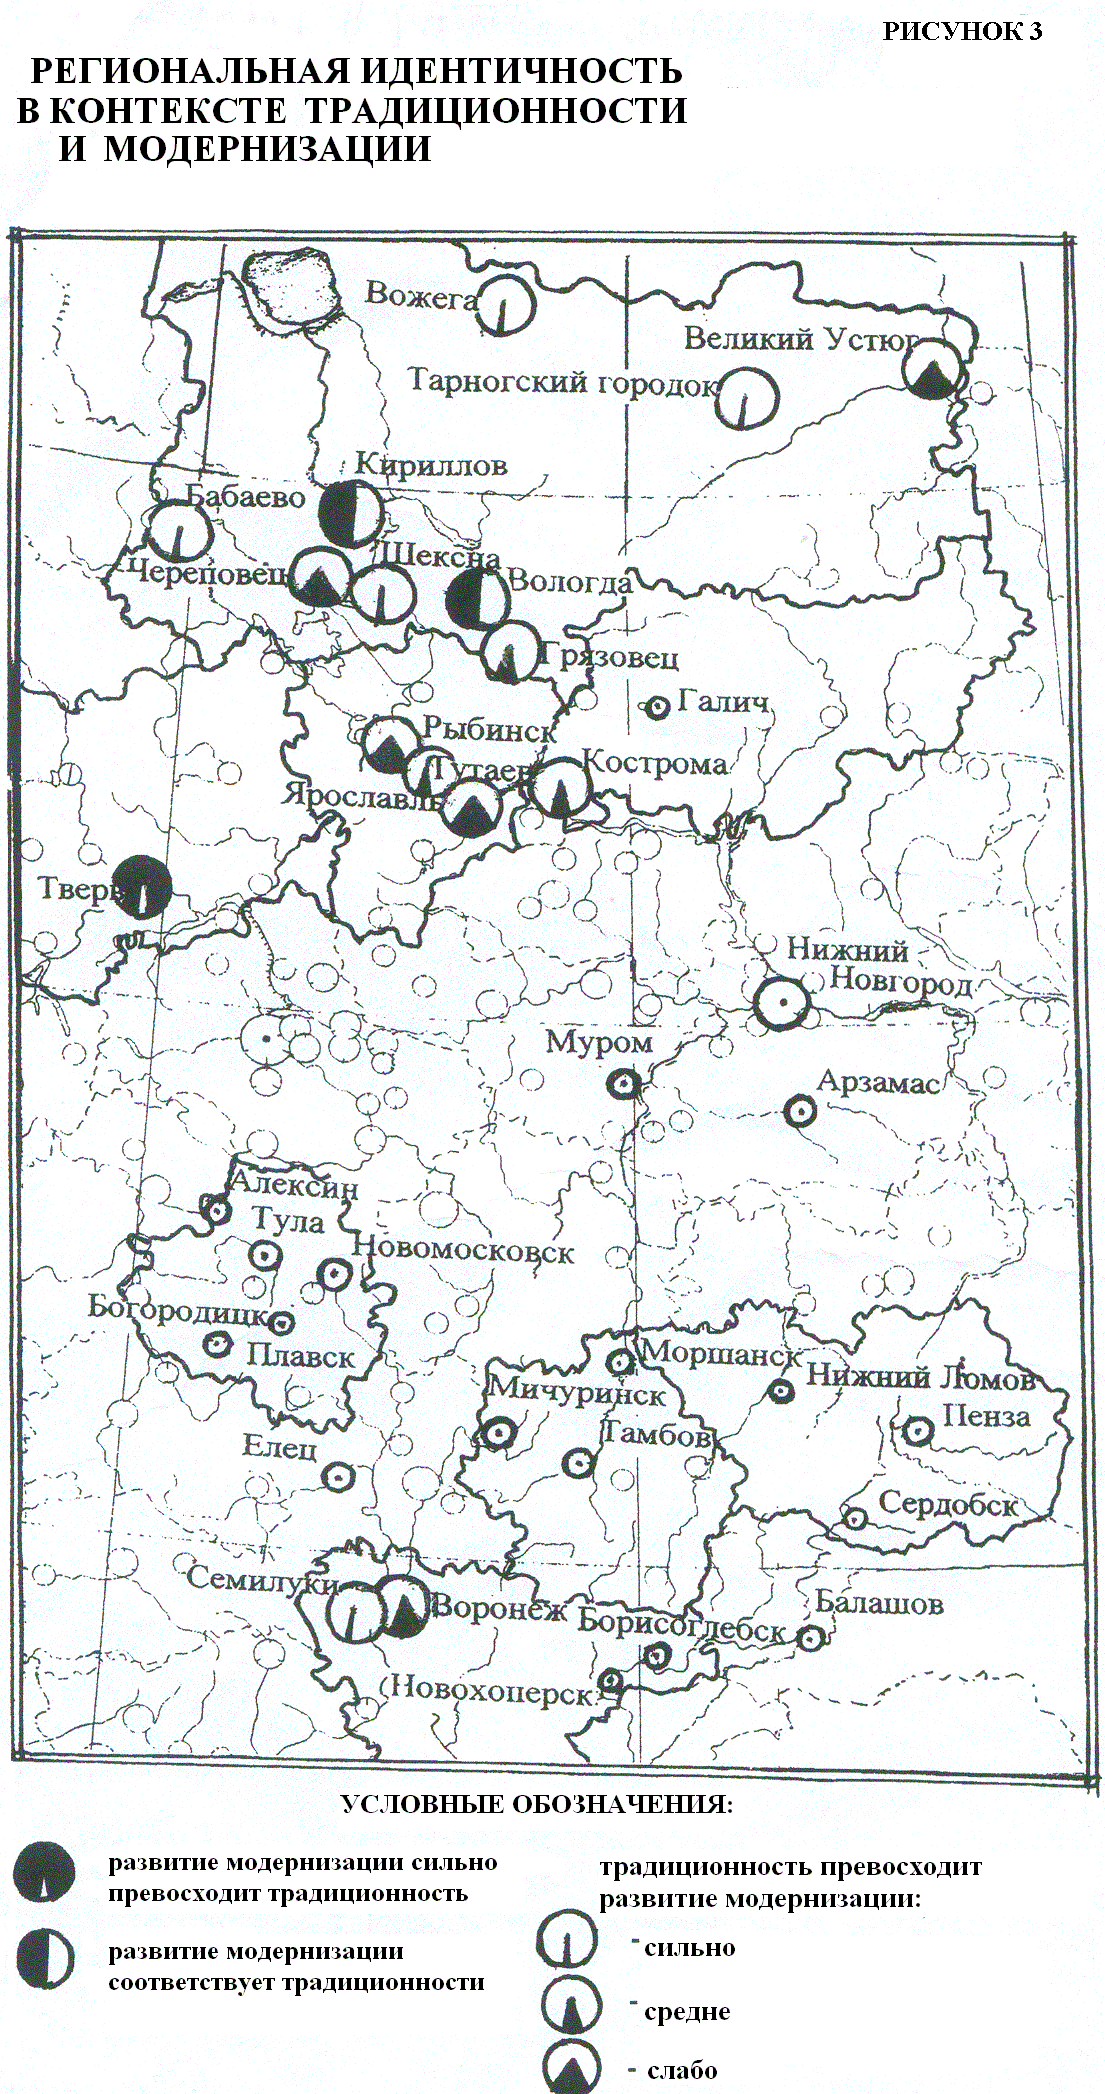 РИСУНОК 3
РЕГИОНАЛЬНАЯ ИДЕНТИЧНОСТЬ
В КОНТЕКСТЕ ТРАДИЦИОННОСТИ
И МОДЕРНИЗАЦИИ
Вожега
Великий Устюг
Тарногский городок
Кириллов
Бабаево
Шексна
Череповец
Вологда
Грязовец
Галич
Рыбинск
Тутаев
Кострома
Ярославль
Тверь
Нижний
Новгород
Муром
Арзамас
Алексин
Тула
Новомосковск
Богородицк
Плавск
Моршанск
Нижний Ломов
Мичуринск
Пенза
Тамбов
Елец
Сердобск
Семилуки
Воронеж
Балашов
Борисоглебск
(Новохоперск)
УСЛОВНЫЕ ОБОЗНАЧЕНИЯ:
развитие модернизации сильно
превосходит традиционность
развитие модернизации
соответствует традиционности
традиционность превосходит
развитие модернизации:
- сильно
- средне
- слабо